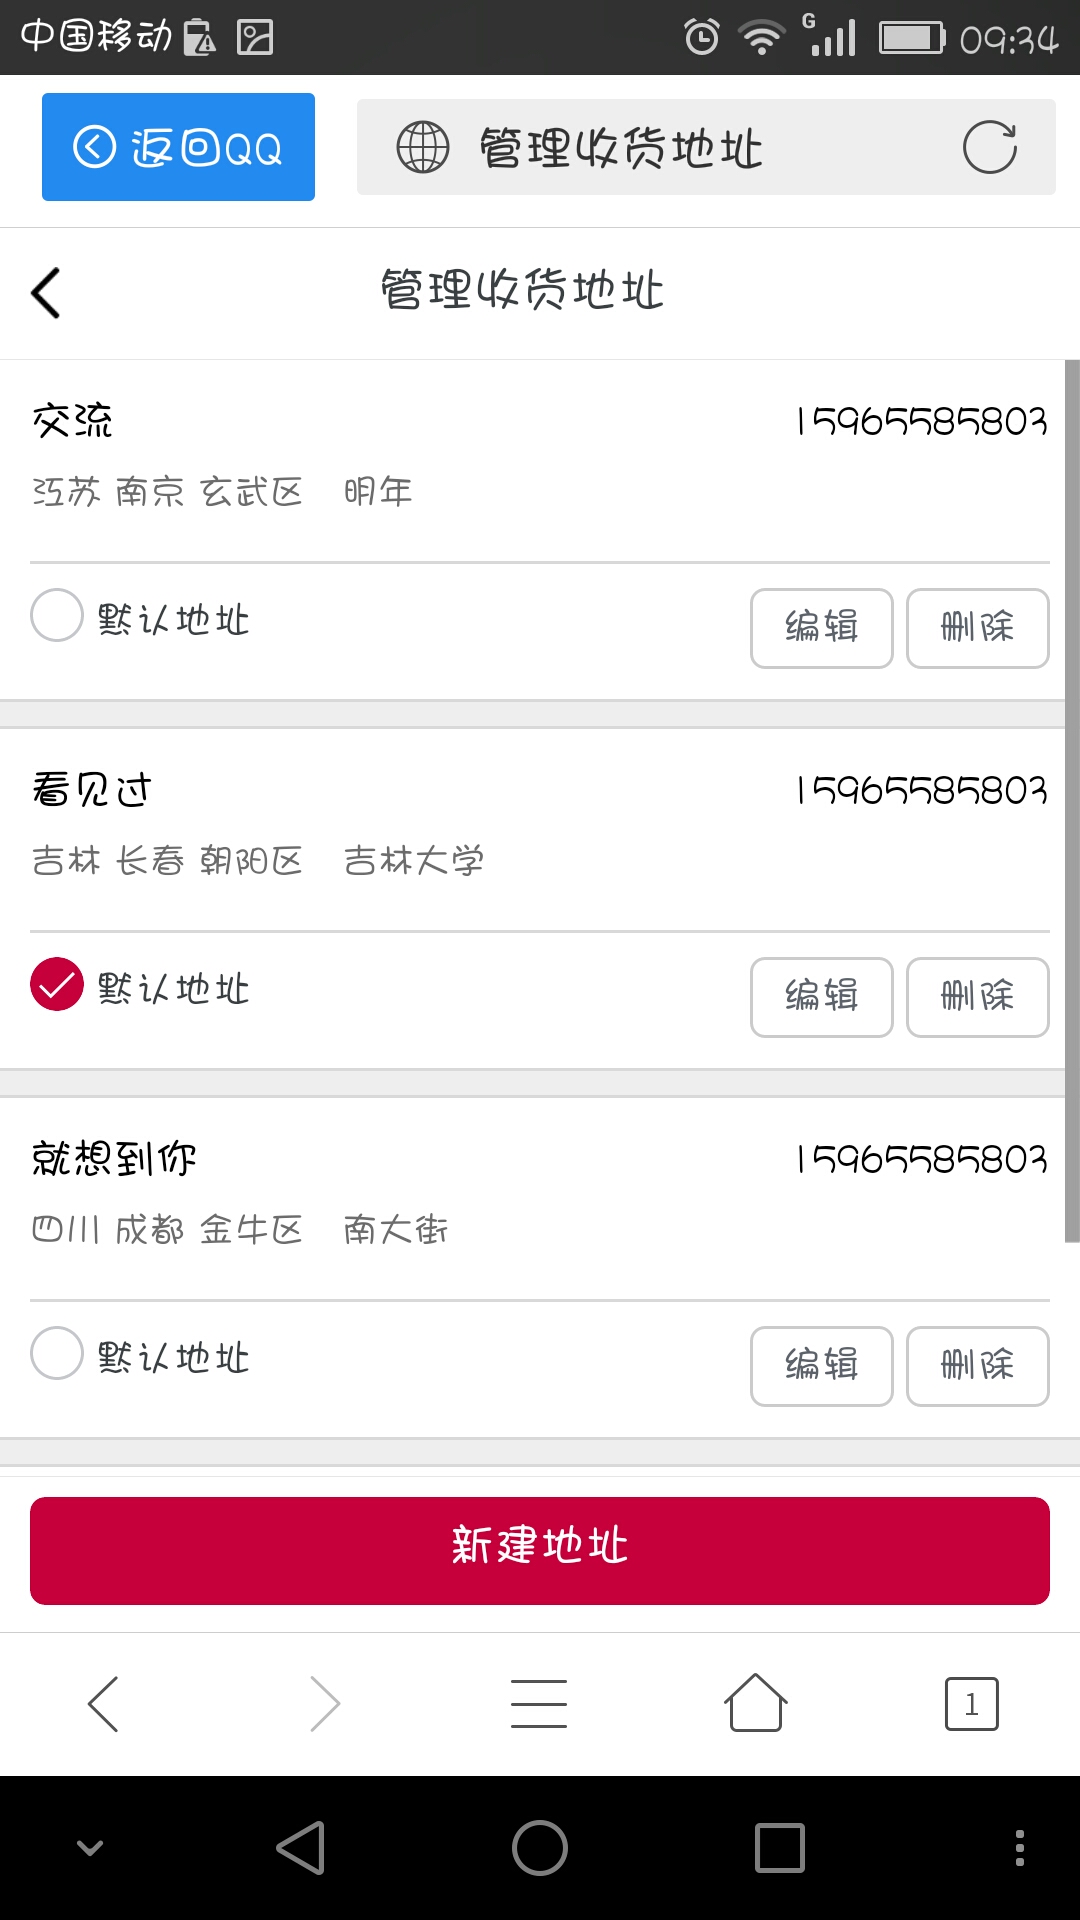 中国移动 G 09:34
返回QQ 管理收货地址
管理收货地址
交流 15965585803
江苏 南京 玄武区 明年
默认地址 编辑 删除
看见过 15965585803
吉林 长春 朝阳区 吉林大学
默认地址 编辑 删除
就想到你 15965585803
四川 成都 金牛区 南大街
默认地址 编辑 删除
新建地址
1